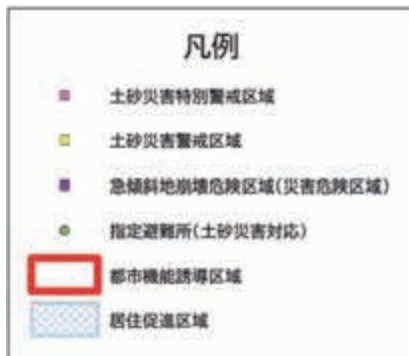 凡例
土砂災害特別警戒区域
土砂災害警戒区域
急傾斜地崩壊危険区域(災害危険区域)
指定避難所(土砂災害対応)
都市機能誘導区域
居住促進区域